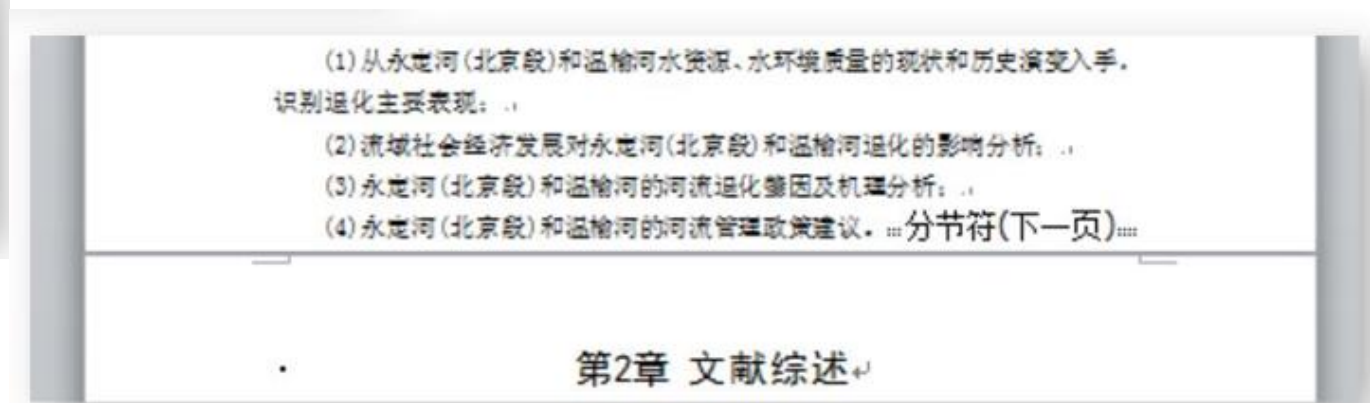 (1)从永定河(北京段)和温榆河水资源、水环境质量的现状和历史演变入手，
识别退化主要表现；
(2)流域社会经济发展对永定河(北京段)和温榆河退化的影响分析；
(3)永定河(北京段)和温榆河的河流退化诱因及机理分析；
(4)永定河(北京段)和温榆河的河流管理政策建议。分节符(下一页)
第2章 文献综述